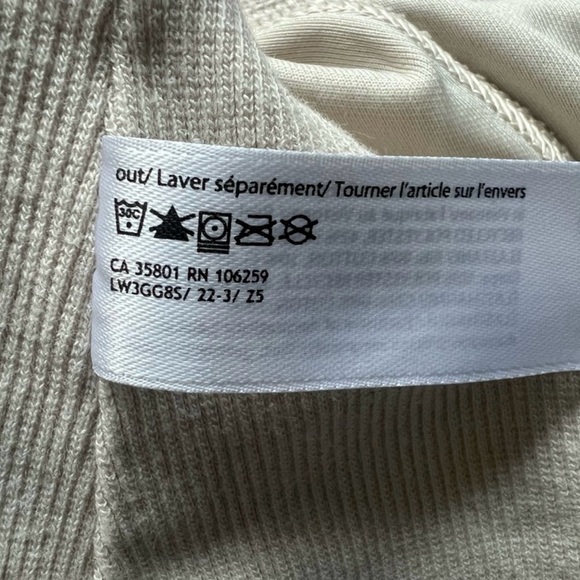 out/ Laver séparément/ Tourner l'article sur l'envers
30C
CA 35801 RN 106259
LW3GG8S/ 22-3/ Z5